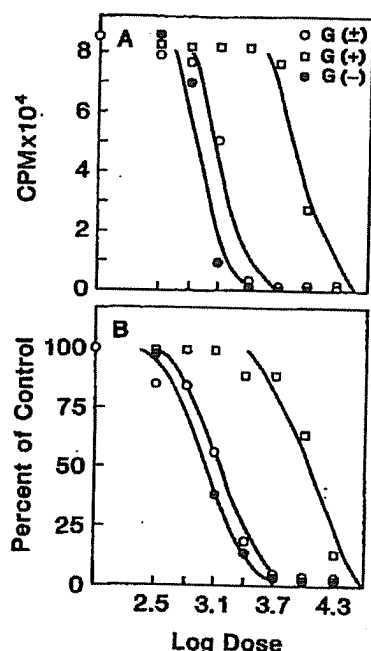 A
G (±)
G (+)
G (−)
CPMx10⁴
8
6
4
2
0
B
Percent of Control
100
75
50
25
0
2.5 3.1 3.7 4.3
Log Dose